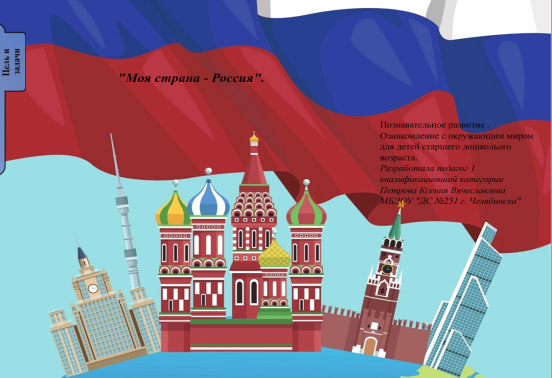 Цель и
задачи
"Моя страна - Россия".
Познавательное развитие .
Ознакомление с окружающим миром
для детей старшего дошкольного
возраста.
Разработала педагог 1
квалификационной категории
Петрова Ксения Вячеславовна
МБДОУ "ДС №251 г. Челябинска"